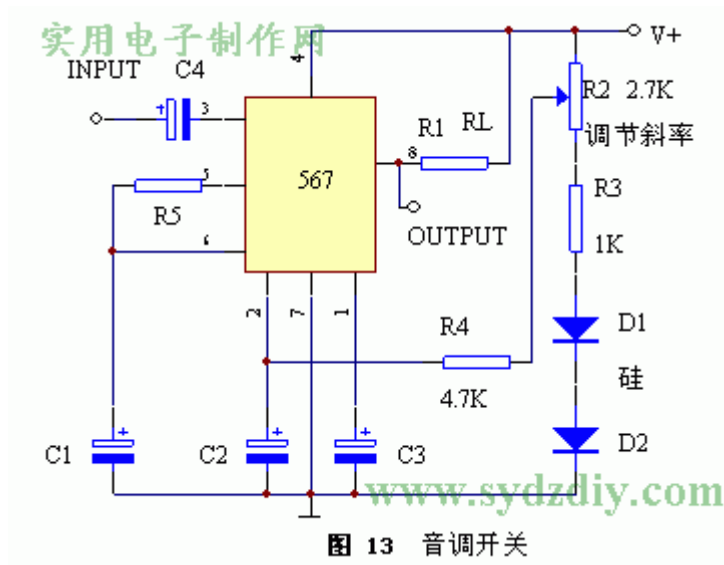 实用电子制作网
V+
INPUT
C4
4
3
R2 2.7K
R1
RL
8
调节斜率
5
567
R3
R5
OUTPUT
6
1K
2
7
1
R4
D1
4.7K
硅
C1
C2
C3
D2
www.sydzdiy.com
图 13 音调开关